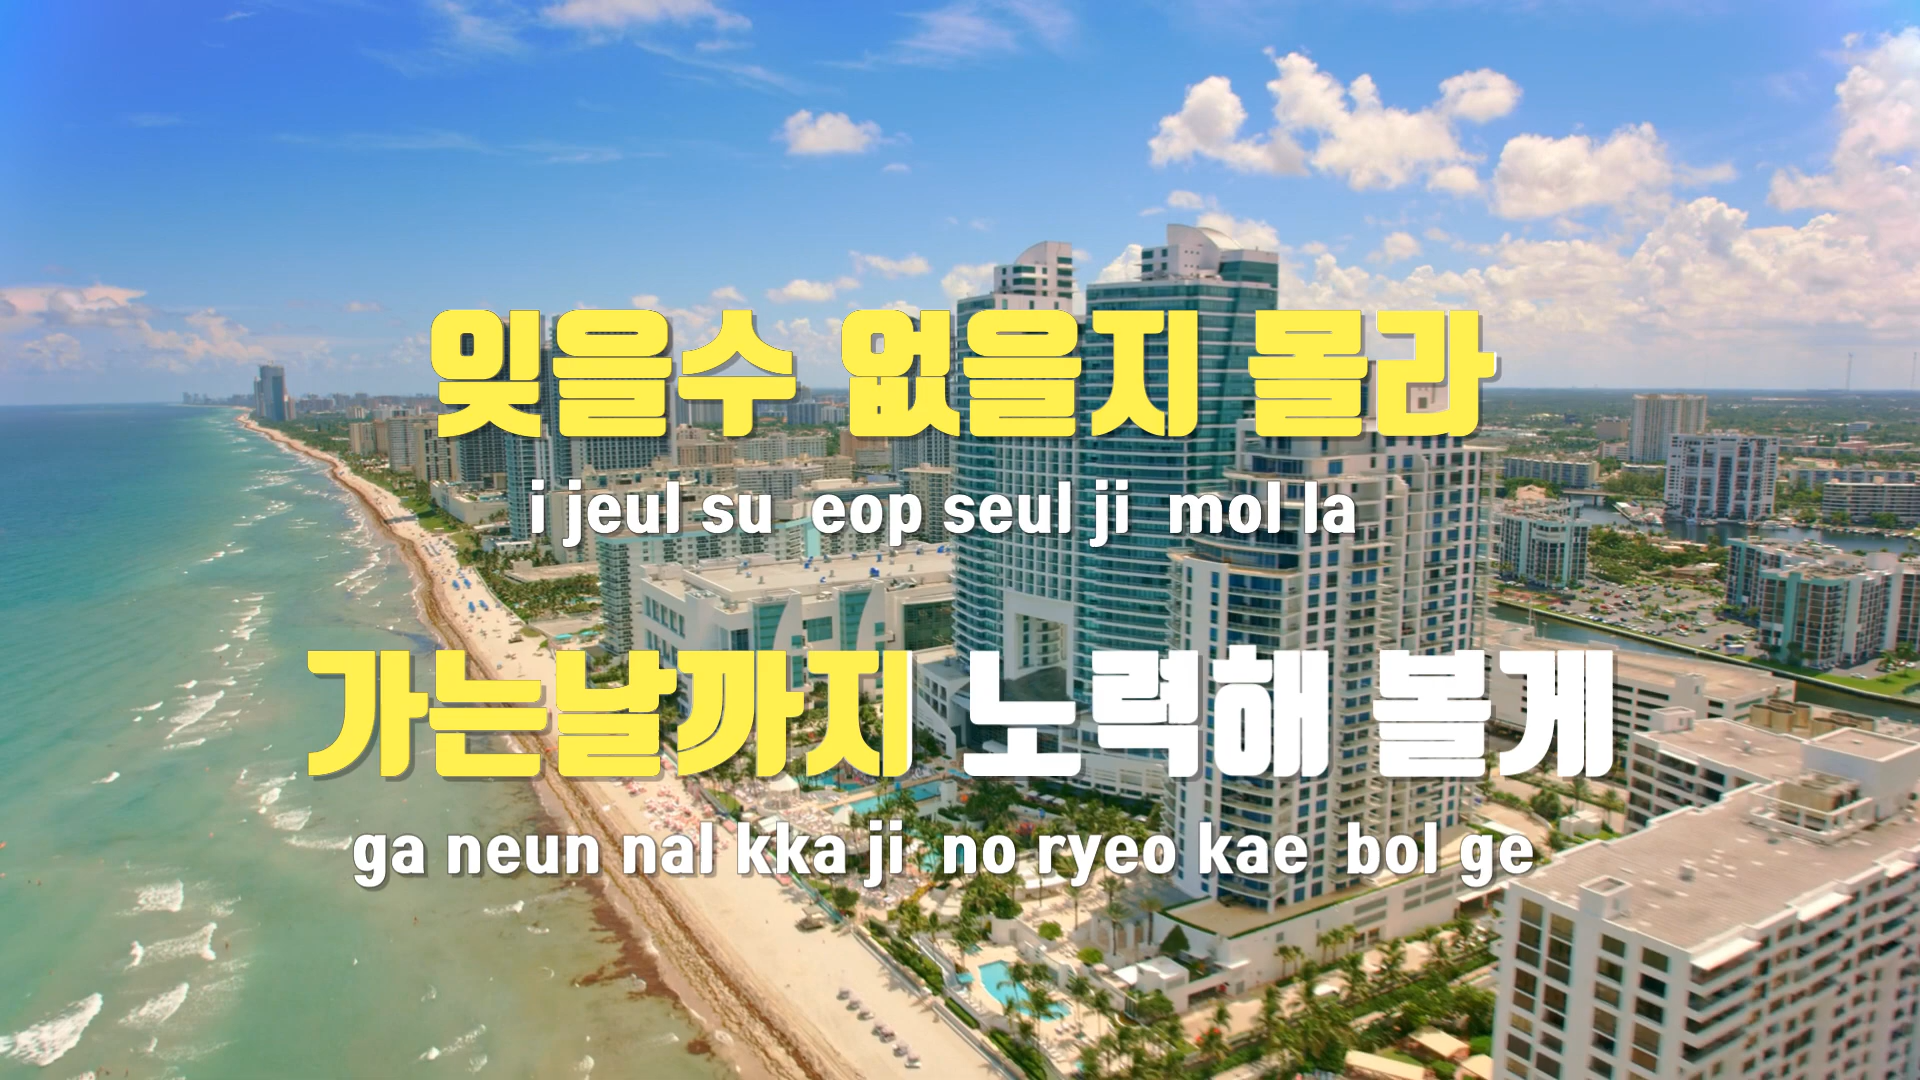 잊을수 없을지 몰라
i jeul su eop seul ji mol la
가는날까지 노력해 볼게
ga neun nal kka ji no ryeo kae bol ge